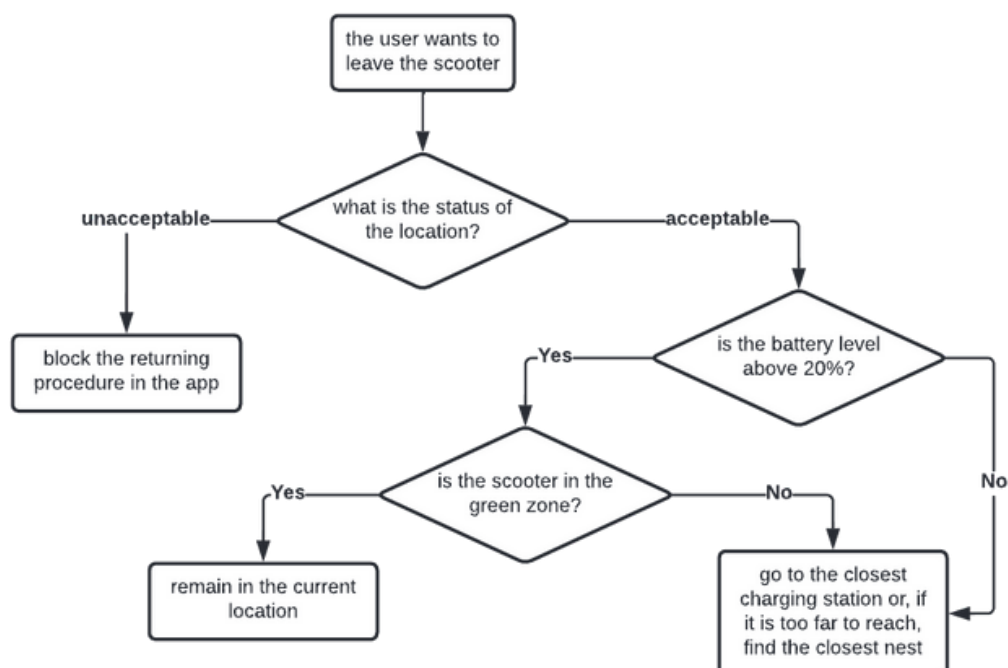 the user wants to
leave the scooter
what is the status of
the location?
unacceptable
acceptable
block the returning
procedure in the app
is the battery level
above 20%?
Yes
No
is the scooter in the
green zone?
Yes
No
remain in the current
location
go to the closest
charging station or, if
it is too far to reach,
find the closest nest